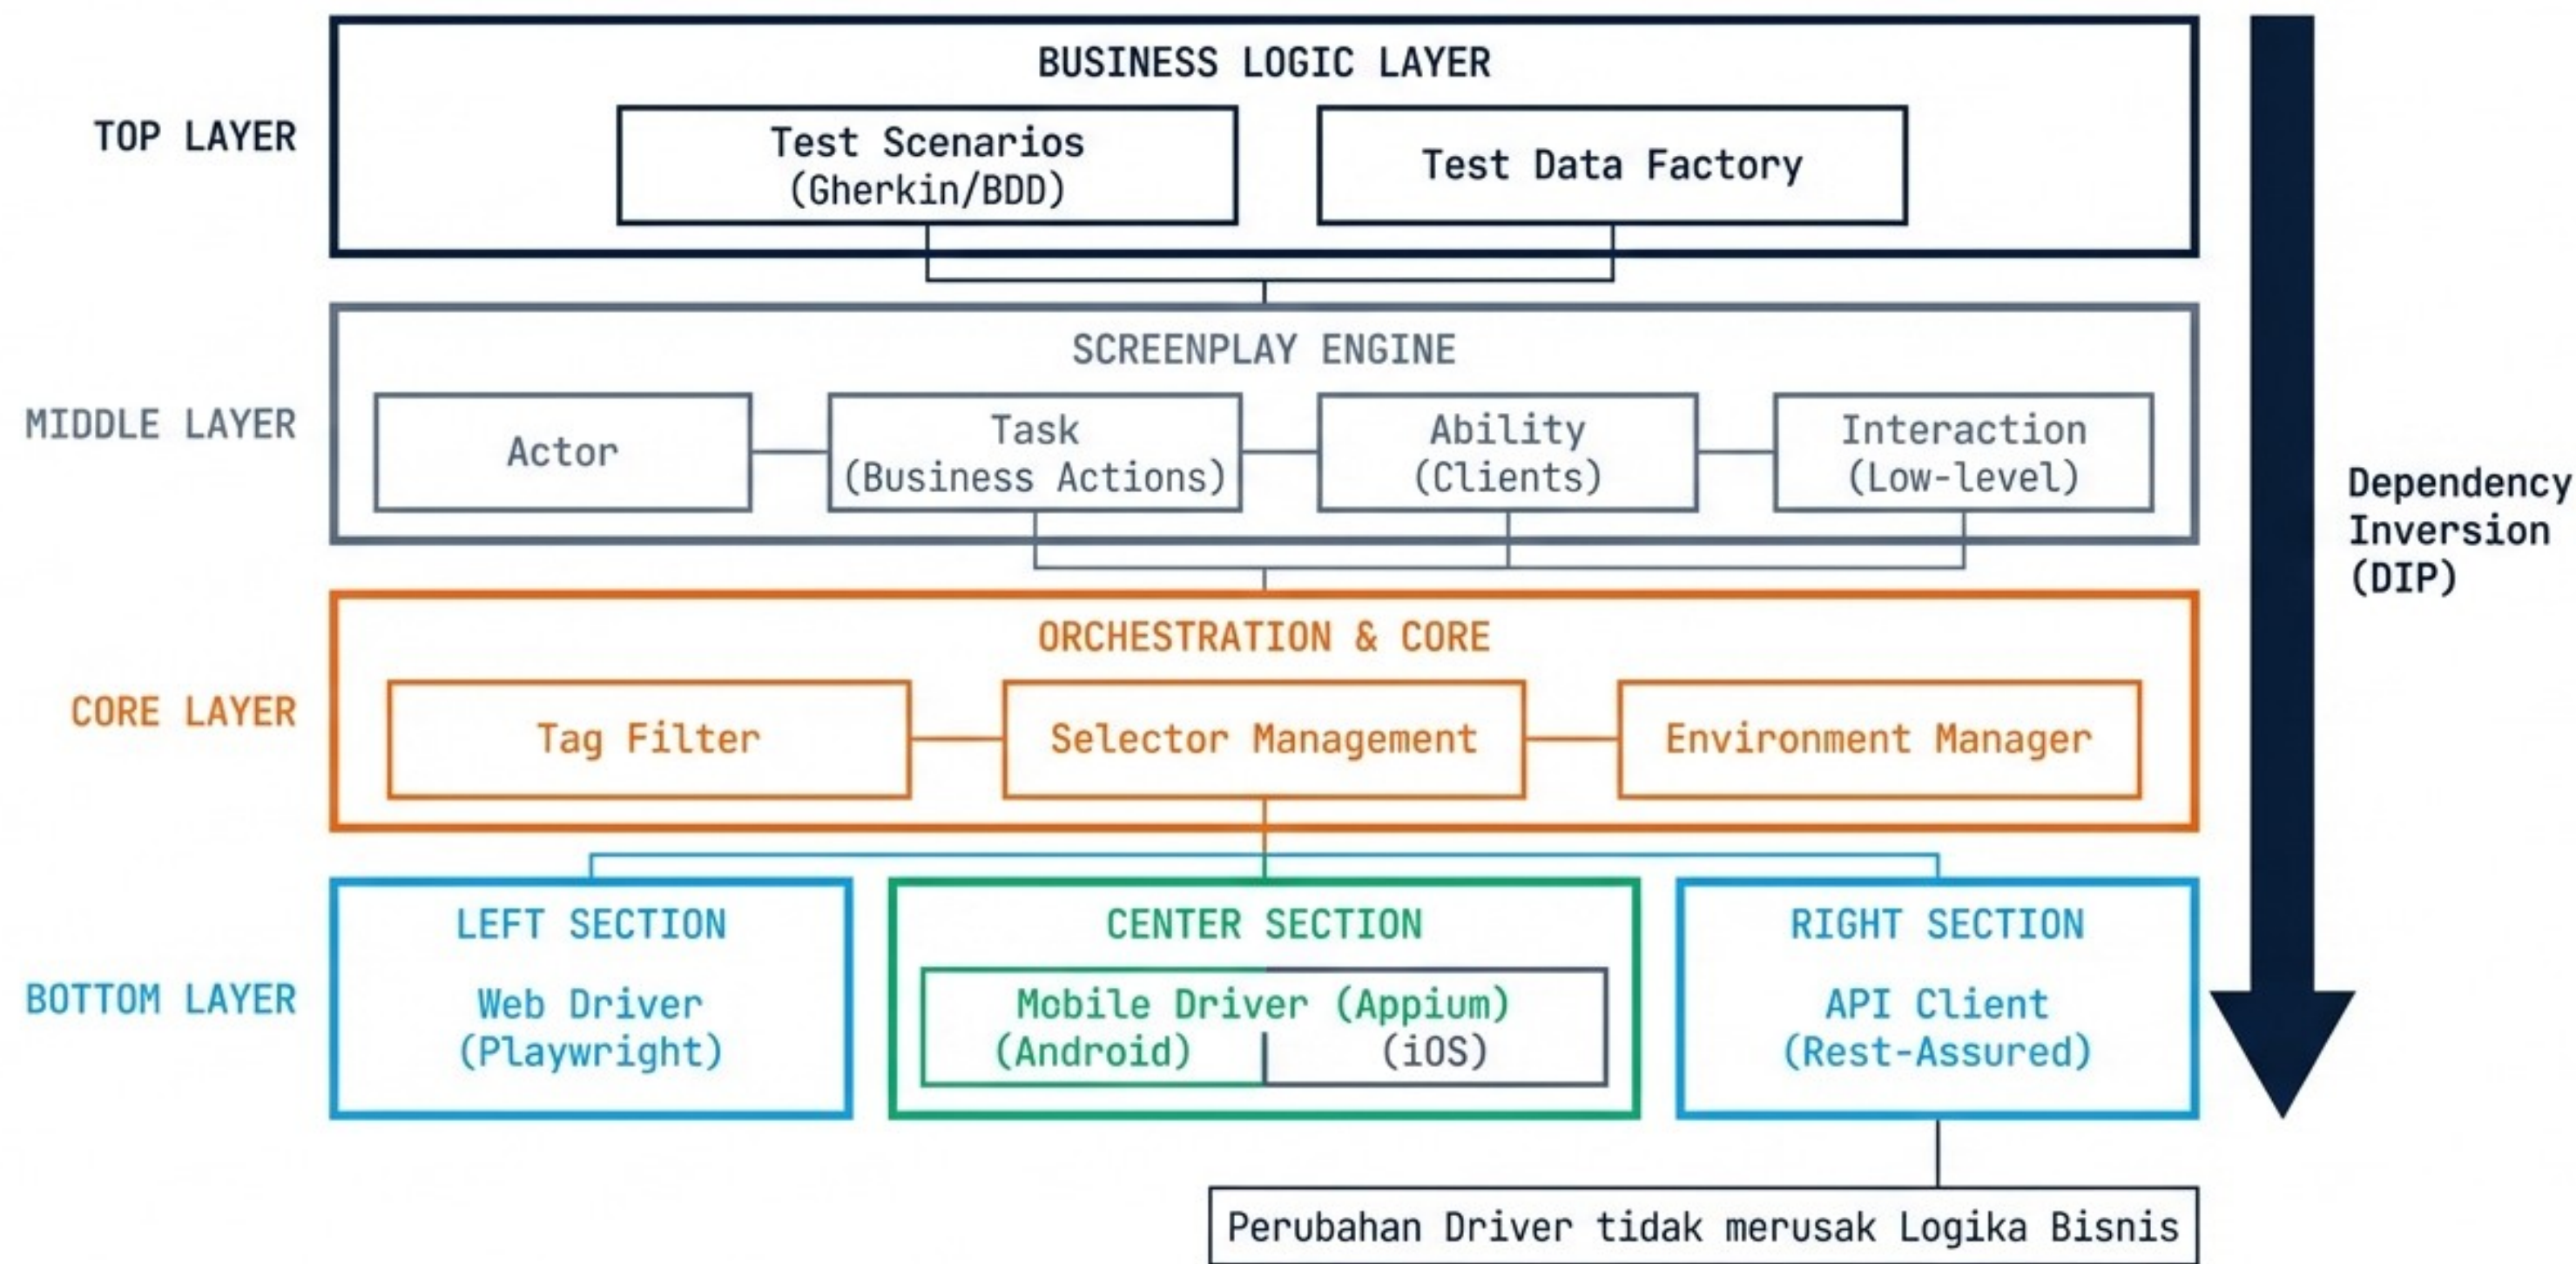 BUSINESS LOGIC LAYER
TOP LAYER
Test Scenarios
(Gherkin/BDD)
Test Data Factory
SCREENPLAY ENGINE
MIDDLE LAYER
Actor
Task
(Business Actions)
Ability
(Clients)
Interaction
(Low-level)
Dependency
Inversion
(DIP)
ORCHESTRATION & CORE
CORE LAYER
Tag Filter
Selector Management
Environment Manager
BOTTOM LAYER
LEFT SECTION
Web Driver
(Playwright)
CENTER SECTION
Mobile Driver (Appium)
(Android)
(iOS)
RIGHT SECTION
API Client
(Rest-Assured)
Perubahan Driver tidak merusak Logika Bisnis